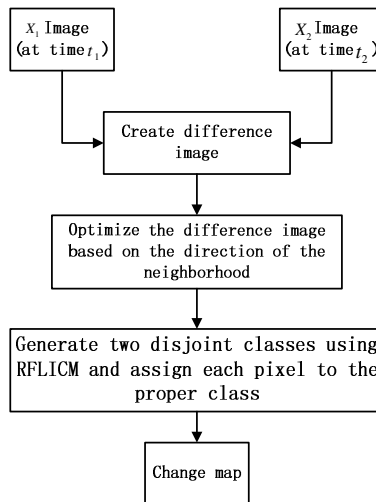 X₁ Image
(at time t₁)
X₂ Image
(at time t₂)
Create difference
image
Optimize the difference image
based on the direction of the
neighborhood
Generate two disjoint classes using
RFLICM and assign each pixel to the
proper class
Change map